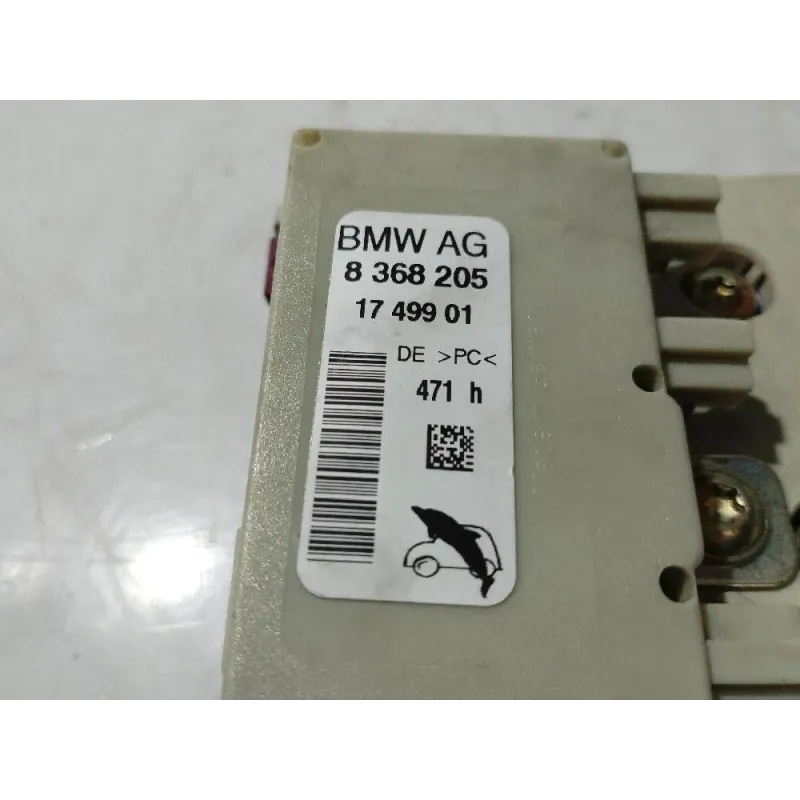 BMW AG
8 368 205
17 499 01
DE >PC<
471 h